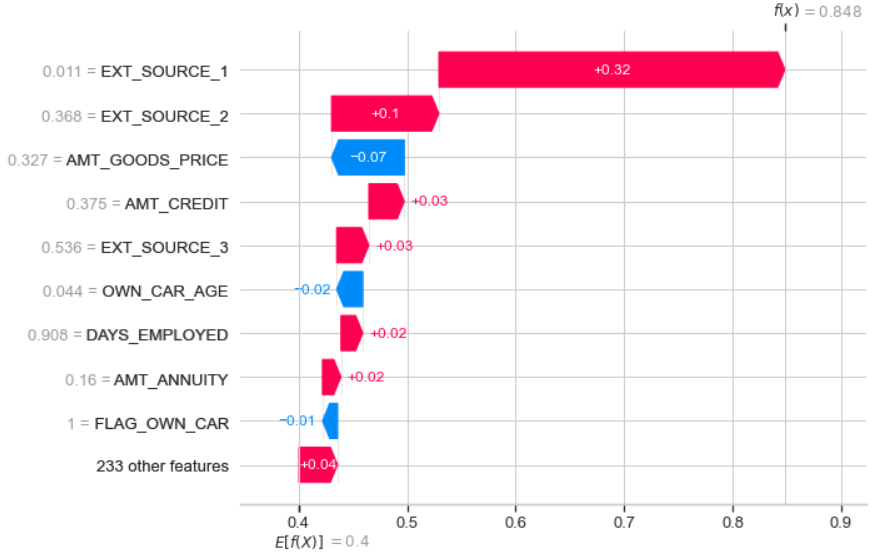 f(x) = 0.848
0.011 = EXT_SOURCE_1 +0.32
0.368 = EXT_SOURCE_2 +0.1
0.327 = AMT_GOODS_PRICE −0.07
0.375 = AMT_CREDIT +0.03
0.536 = EXT_SOURCE_3 +0.03
0.044 = OWN_CAR_AGE −0.02
0.908 = DAYS_EMPLOYED +0.02
0.16 = AMT_ANNUITY +0.02
1 = FLAG_OWN_CAR −0.01
233 other features +0.04
0.4 0.5 0.6 0.7 0.8 0.9
E[f(X)] = 0.4